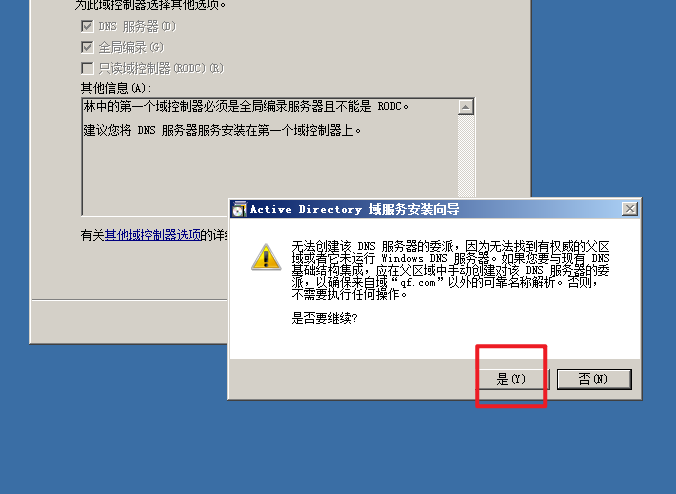 为此域控制器选择其他选项。
DNS 服务器(D)
全局编录(G)
只读域控制器(RODC)(R)
其他信息(A):
林中的第一个域控制器必须是全局编录服务器且不能是 RODC。
建议您将 DNS 服务器服务安装在第一个域控制器上。
有关其他域控制器选项的详细
Active Directory 域服务安装向导
无法创建该 DNS 服务器的委派，因为无法找到有权威的父区
域或者它未运行 Windows DNS 服务器。如果您要与现有 DNS
基础结构集成，应在父区域中手动创建对该 DNS 服务器的委
派，以确保来自域“qf.com”以外的可靠名称解析。否则，
不需要执行任何操作。
是否要继续?
是(Y)
否(N)